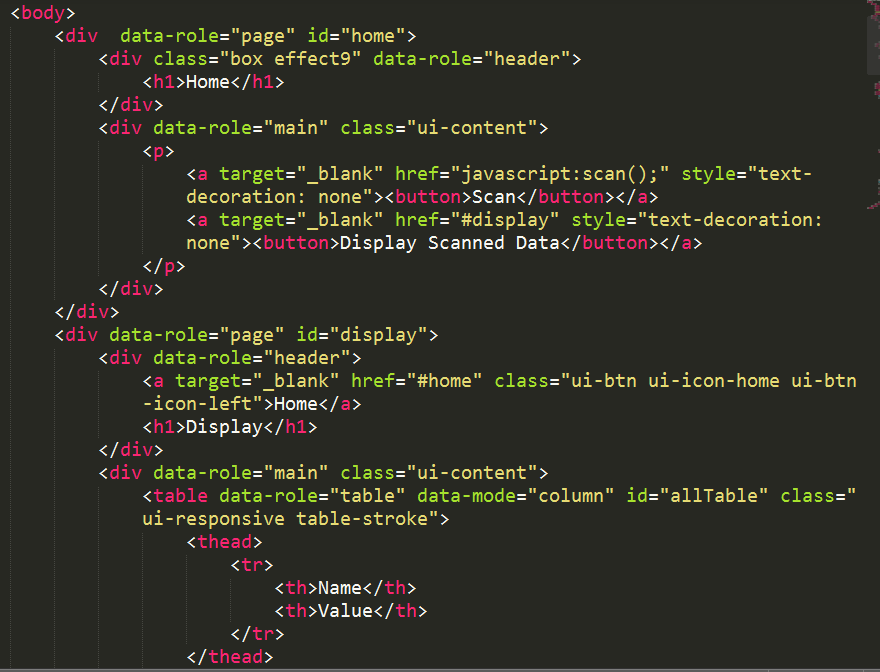 <body>
<div  data-role="page" id="home">
<div class="box effect9" data-role="header">
<h1>Home</h1>
</div>
<div data-role="main" class="ui-content">
<p>
<a target="_blank" href="javascript:scan();" style="text-
decoration: none"><button>Scan</button></a>
<a target="_blank" href="#display" style="text-decoration:
none"><button>Display Scanned Data</button></a>
</p>
</div>
</div>
<div data-role="page" id="display">
<div data-role="header">
<a target="_blank" href="#home" class="ui-btn ui-icon-home ui-btn
-icon-left">Home</a>
<h1>Display</h1>
</div>
<div data-role="main" class="ui-content">
<table data-role="table" data-mode="column" id="allTable" class="
ui-responsive table-stroke">
<thead>
<tr>
<th>Name</th>
<th>Value</th>
</tr>
</thead>